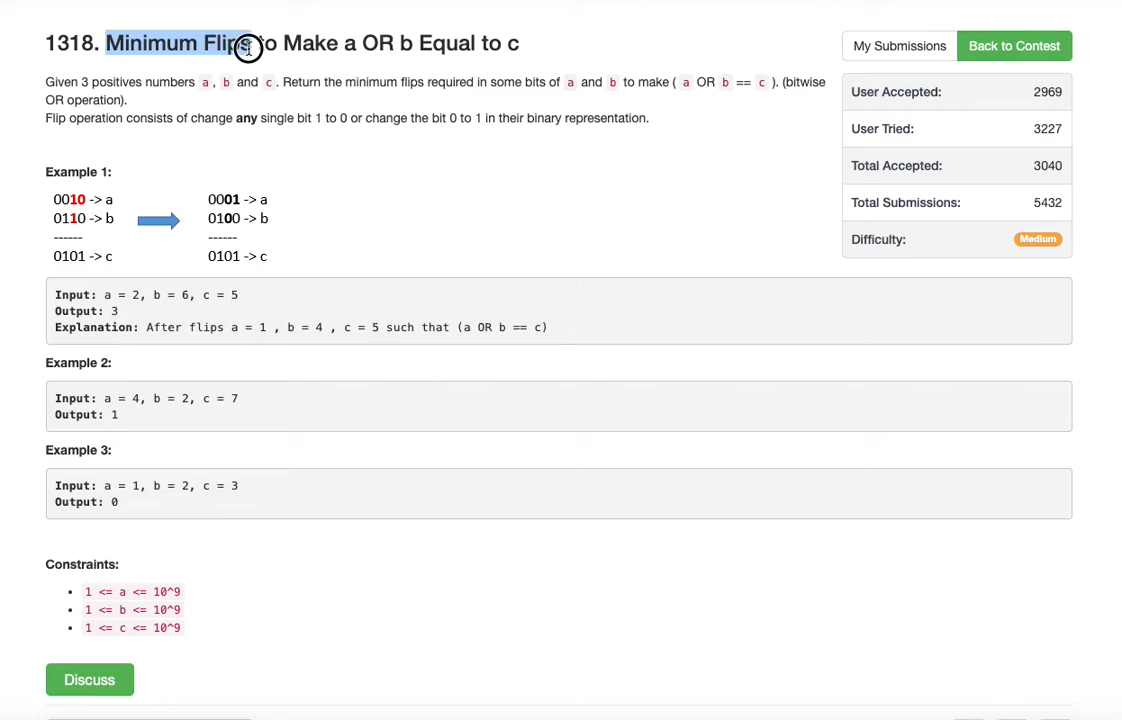 1318. Minimum Flips to Make a OR b Equal to c
Given 3 positives numbers a, b and c. Return the minimum flips required in some bits of a and b to make ( a OR b == c ). (bitwise
OR operation).
Flip operation consists of change any single bit 1 to 0 or change the bit 0 to 1 in their binary representation.
My Submissions
Back to Contest
User Accepted: 2969
User Tried: 3227
Total Accepted: 3040
Total Submissions: 5432
Difficulty: Medium
Example 1:
0010 -> a 0001 -> a
0110 -> b 0100 -> b
------ ------
0101 -> c 0101 -> c
Input: a = 2, b = 6, c = 5
Output: 3
Explanation: After flips a = 1 , b = 4 , c = 5 such that (a OR b == c)
Example 2:
Input: a = 4, b = 2, c = 7
Output: 1
Example 3:
Input: a = 1, b = 2, c = 3
Output: 0
Constraints:
• 1 <= a <= 10^9
• 1 <= b <= 10^9
• 1 <= c <= 10^9
Discuss